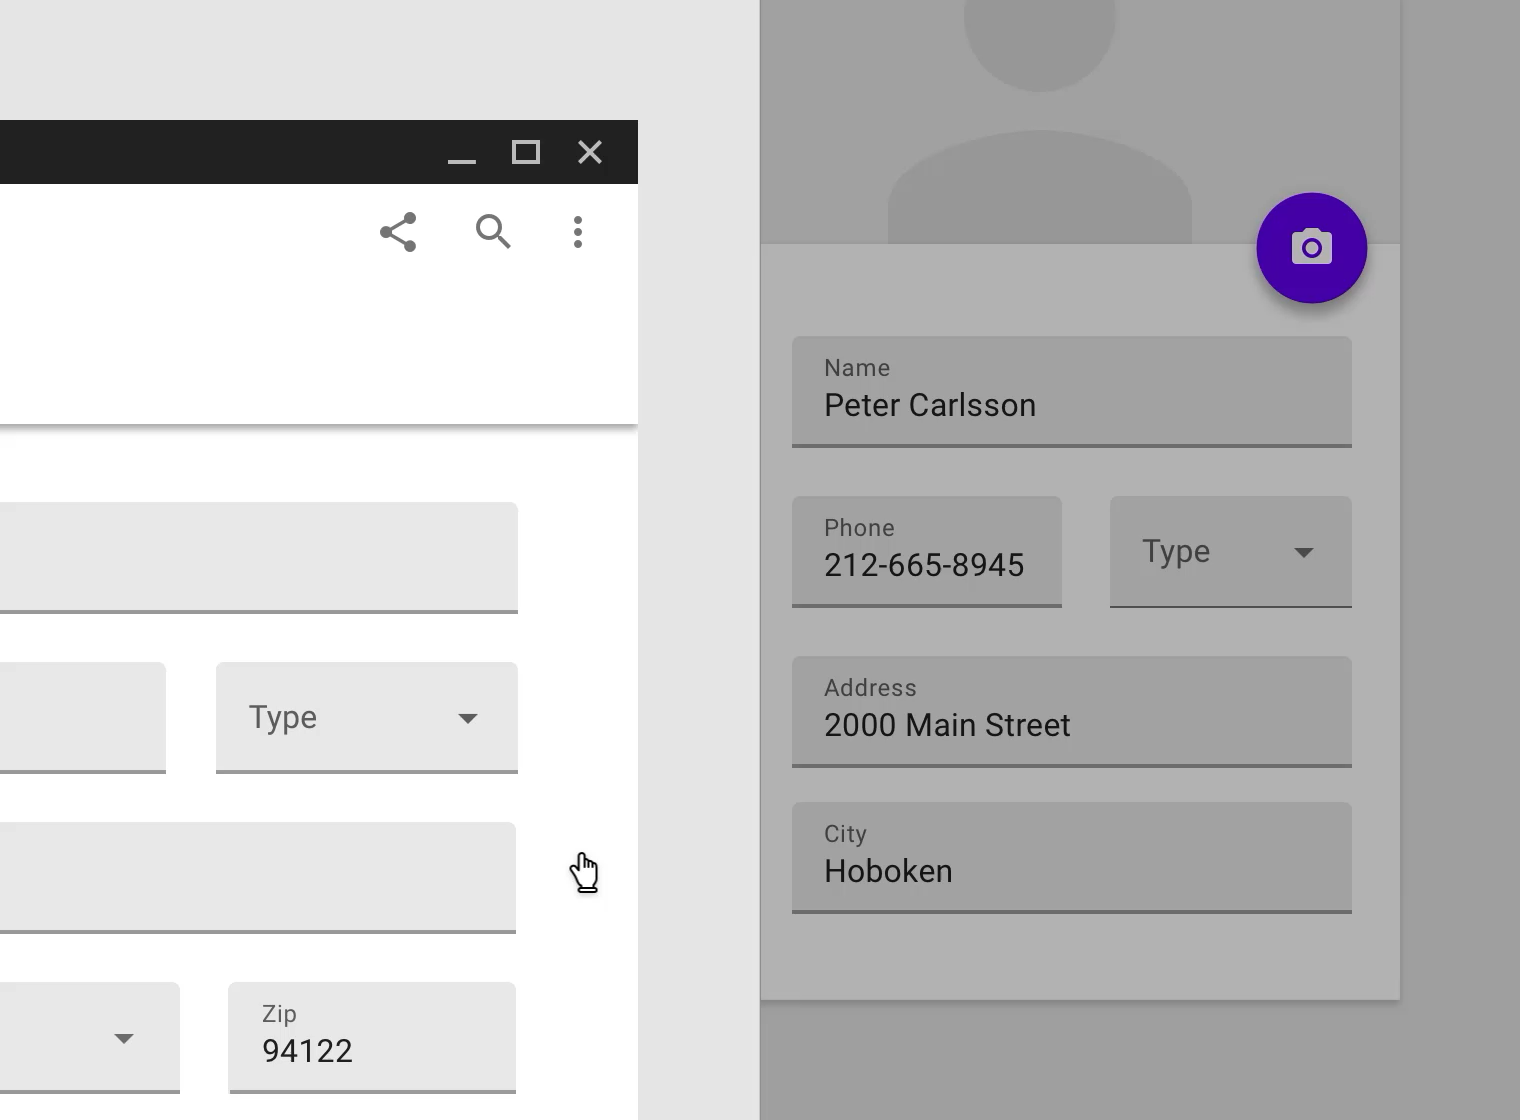 Type
Zip
94122
Name
Peter Carlsson
Phone
212-665-8945
Type
Address
2000 Main Street
City
Hoboken